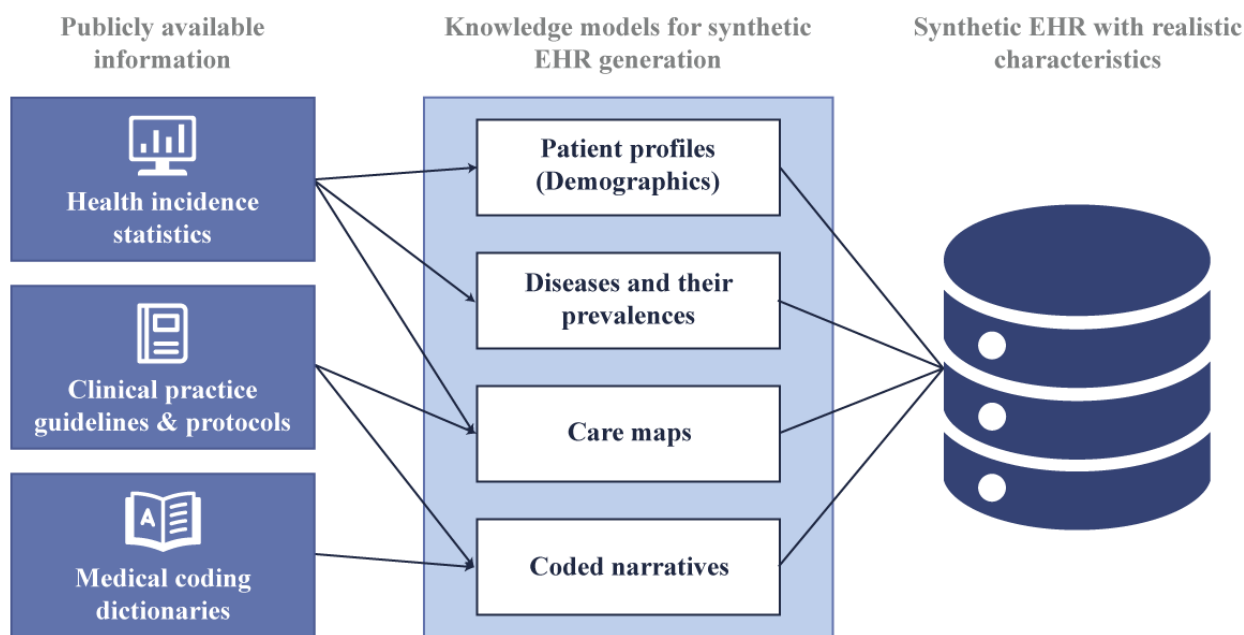 Publicly available
information
Knowledge models for synthetic
EHR generation
Synthetic EHR with realistic
characteristics
Health incidence
statistics
Clinical practice
guidelines & protocols
A
Medical coding
dictionaries
Patient profiles
(Demographics)
Diseases and their
prevalences
Care maps
Coded narratives